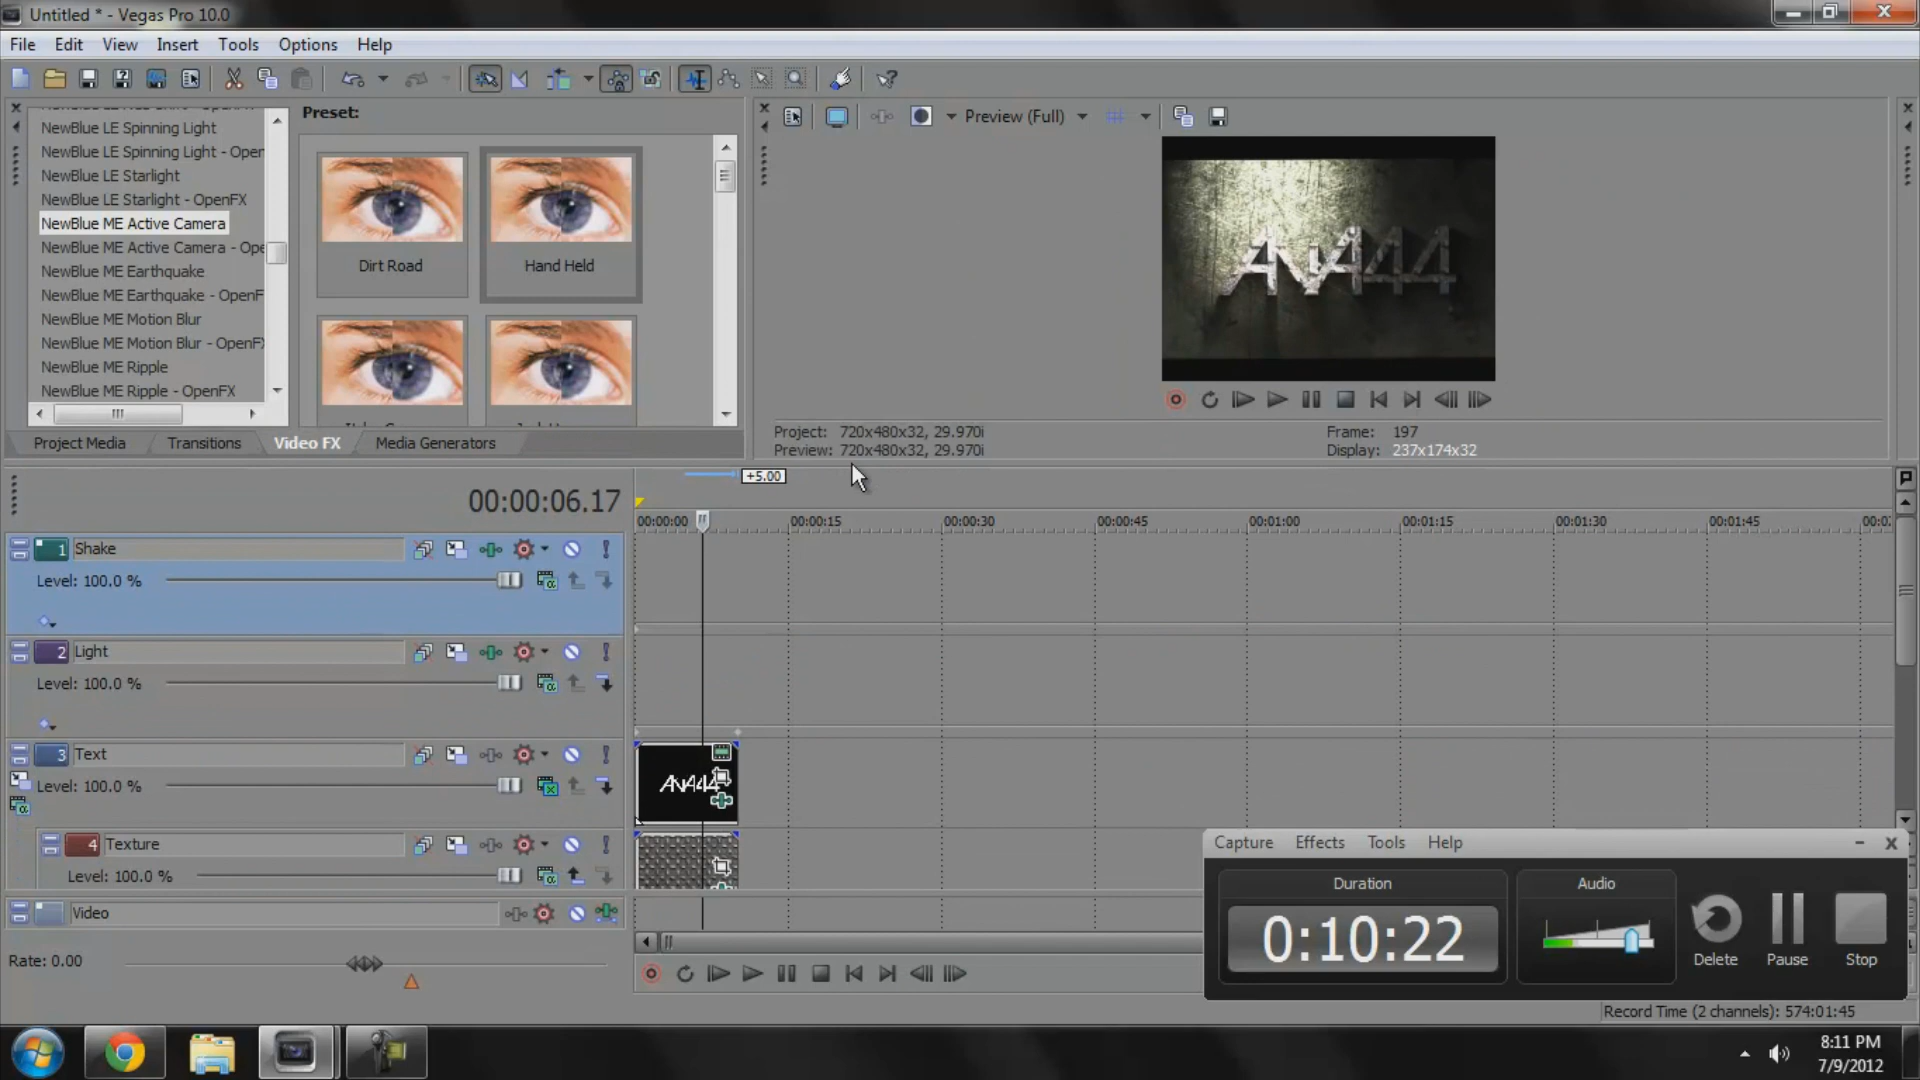 Untitled * - Vegas Pro 10.0
File Edit View Insert Tools Options Help
NewBlue LE Spinning Light
NewBlue LE Spinning Light - Open
NewBlue LE Starlight
NewBlue LE Starlight - OpenFX
NewBlue ME Active Camera
NewBlue ME Active Camera - Ope
NewBlue ME Earthquake
NewBlue ME Earthquake - OpenF
NewBlue ME Motion Blur
NewBlue ME Motion Blur - OpenFX
NewBlue ME Ripple
NewBlue ME Ripple - OpenFX
Preset:
Dirt Road
Hand Held
Project Media Transitions Video FX Media Generators
Preview (Full)
ANA444
Project: 720x480x32, 29.970i
Preview: 720x480x32, 29.970i
Frame: 197
Display: 237x174x32
+5.00
00:00:06.17
00:00:00 00:00:15 00:00:30 00:00:45 00:01:00 00:01:15 00:01:30 00:01:45
1 Shake
Level: 100.0 %
2 Light
Level: 100.0 %
3 Text
Level: 100.0 %
4 Texture
Level: 100.0 %
Video
Rate: 0.00
Capture Effects Tools Help
Duration
0:10:22
Audio
Delete Pause Stop
Record Time (2 channels): 574:01:45
8:11 PM
7/9/2012